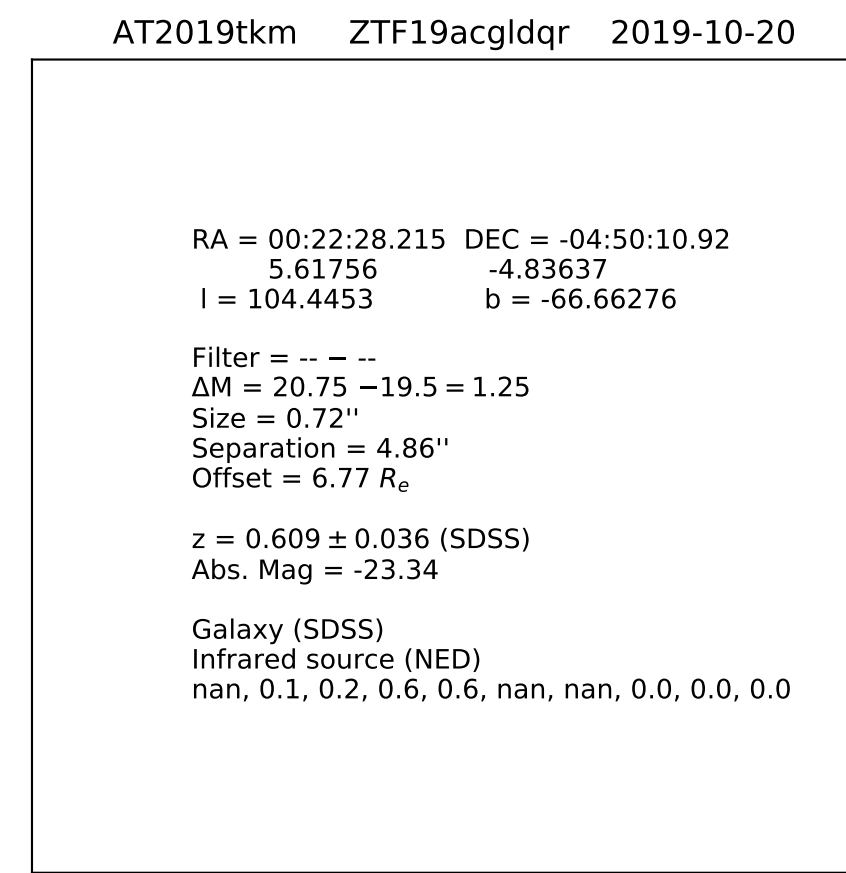 AT2019tkm ZTF19acgldqr 2019-10-20
RA = 00:22:28.215 DEC = -04:50:10.92
5.61756 -4.83637
l = 104.4453 b = -66.66276
Filter = -- − --
ΔM = 20.75 −19.5 = 1.25
Size = 0.72''
Separation = 4.86''
Offset = 6.77 Rₑ
z = 0.609 ± 0.036 (SDSS)
Abs. Mag = -23.34
Galaxy (SDSS)
Infrared source (NED)
nan, 0.1, 0.2, 0.6, 0.6, nan, nan, 0.0, 0.0, 0.0